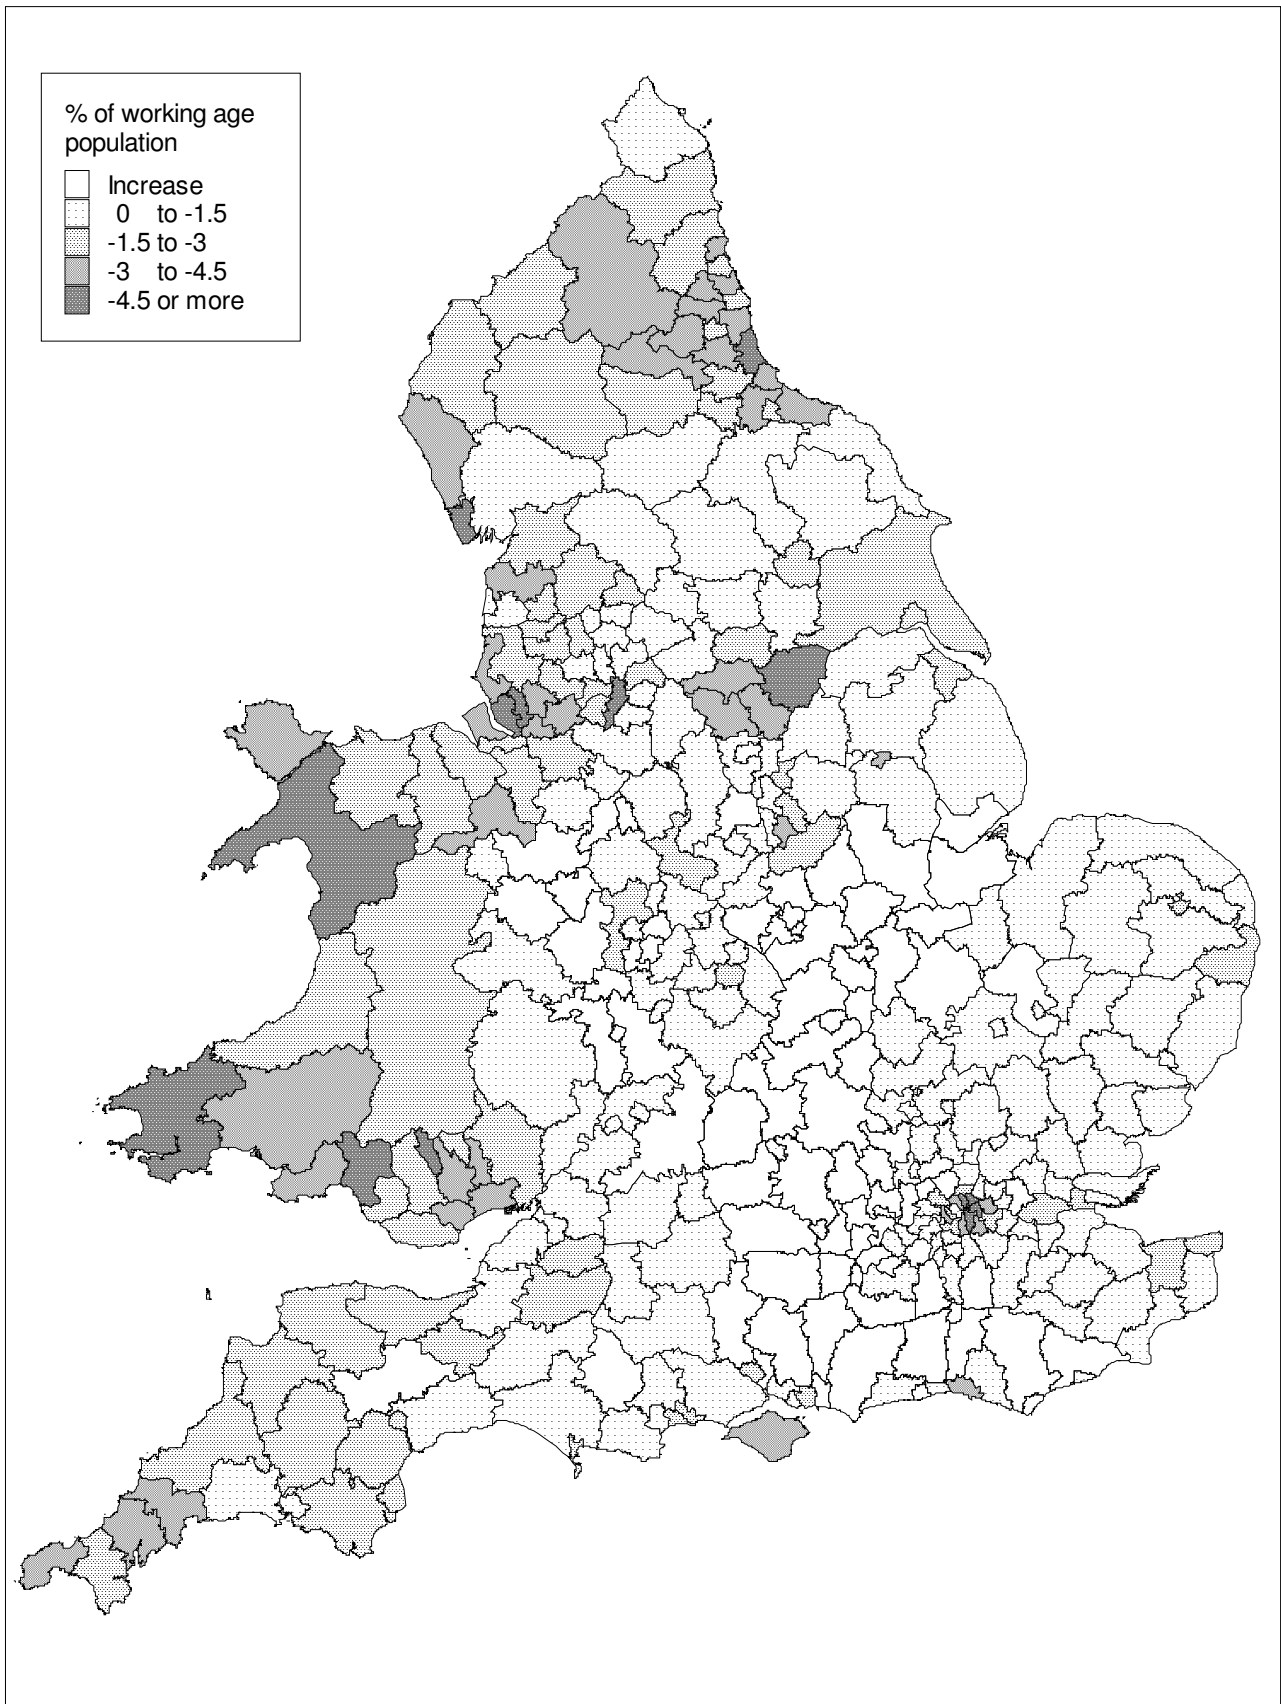 % of working age
population
Increase
0 to -1.5
-1.5 to -3
-3 to -4.5
-4.5 or more